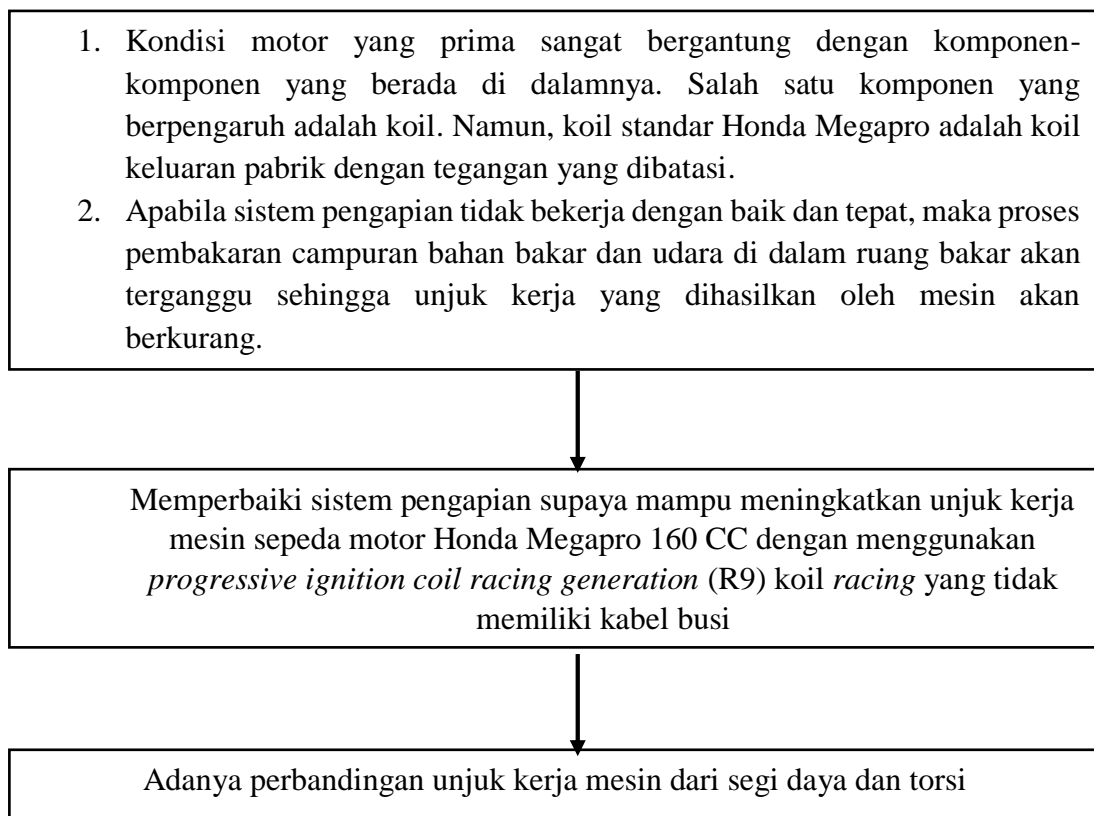 1. Kondisi motor yang prima sangat bergantung dengan komponen-
komponen yang berada di dalamnya. Salah satu komponen yang
berpengaruh adalah koil. Namun, koil standar Honda Megapro adalah koil
keluaran pabrik dengan tegangan yang dibatasi.
2. Apabila sistem pengapian tidak bekerja dengan baik dan tepat, maka proses
pembakaran campuran bahan bakar dan udara di dalam ruang bakar akan
terganggu sehingga unjuk kerja yang dihasilkan oleh mesin akan
berkurang.
Memperbaiki sistem pengapian supaya mampu meningkatkan unjuk kerja
mesin sepeda motor Honda Megapro 160 CC dengan menggunakan
progressive ignition coil racing generation (R9) koil racing yang tidak
memiliki kabel busi
Adanya perbandingan unjuk kerja mesin dari segi daya dan torsi